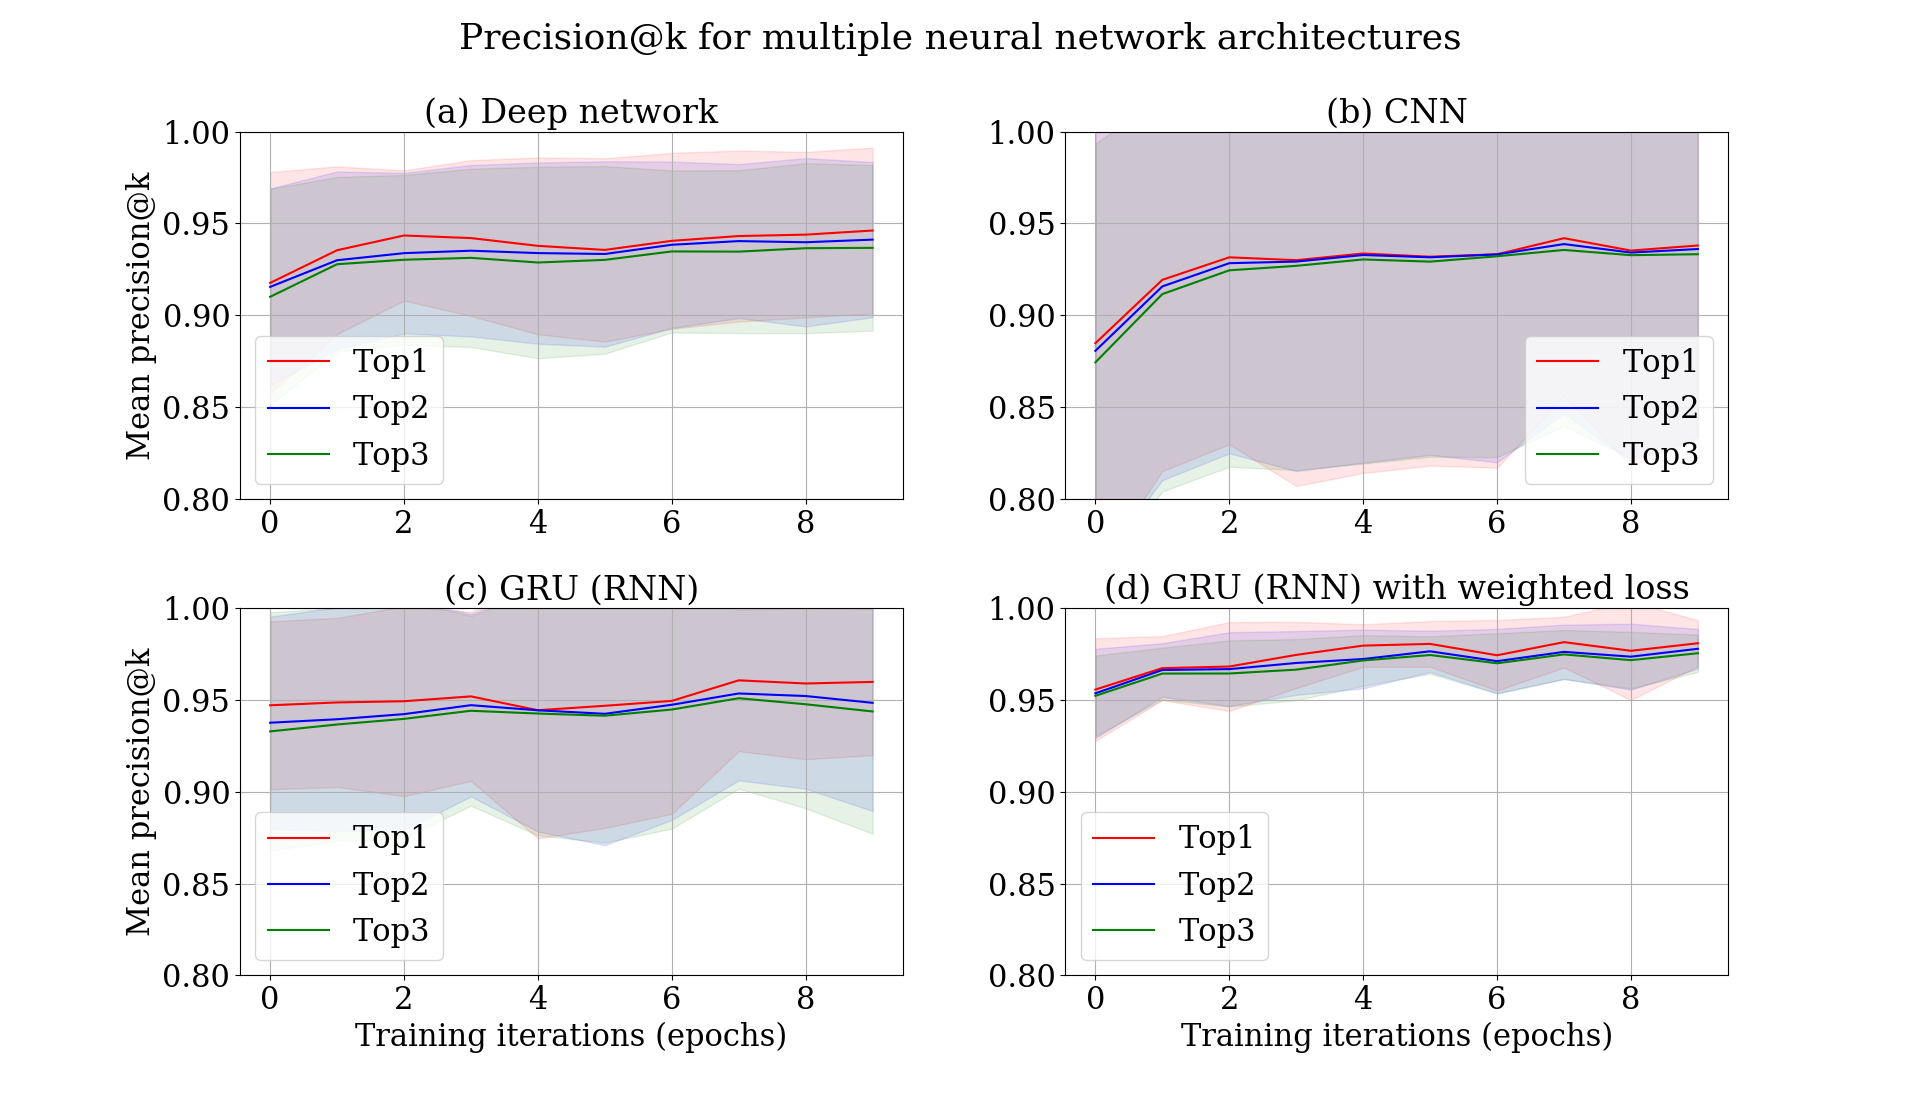 Precision@k for multiple neural network architectures
(a) Deep network
Mean precision@k
1.00
0.95
0.90
0.85
0.80
0 2 4 6 8
Top1
Top2
Top3
(b) CNN
1.00
0.95
0.90
0.85
0.80
0 2 4 6 8
Top1
Top2
Top3
(c) GRU (RNN)
Mean precision@k
1.00
0.95
0.90
0.85
0.80
0 2 4 6 8
Training iterations (epochs)
Top1
Top2
Top3
(d) GRU (RNN) with weighted loss
1.00
0.95
0.90
0.85
0.80
0 2 4 6 8
Training iterations (epochs)
Top1
Top2
Top3